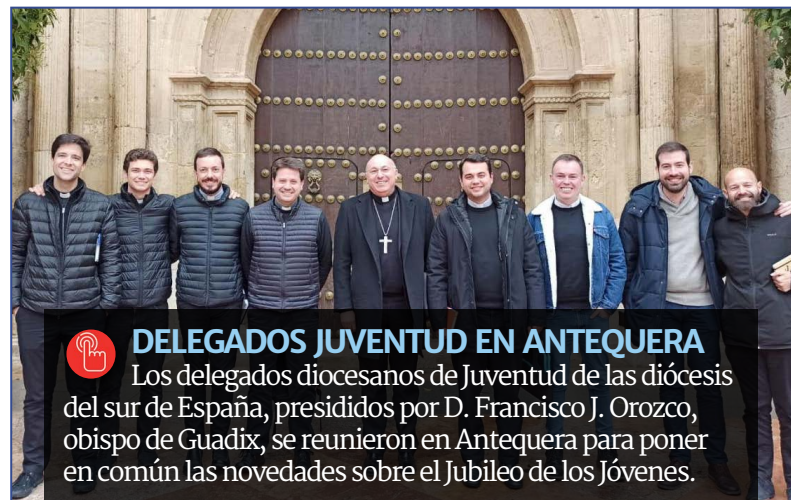 DELEGADOS JUVENTUD EN ANTEQUERA
Los delegados diocesanos de Juventud de las diócesis
del sur de España, presididos por D. Francisco J. Orozco,
obispo de Guadix, se reunieron en Antequera para poner
en común las novedades sobre el Jubileo de los Jóvenes.